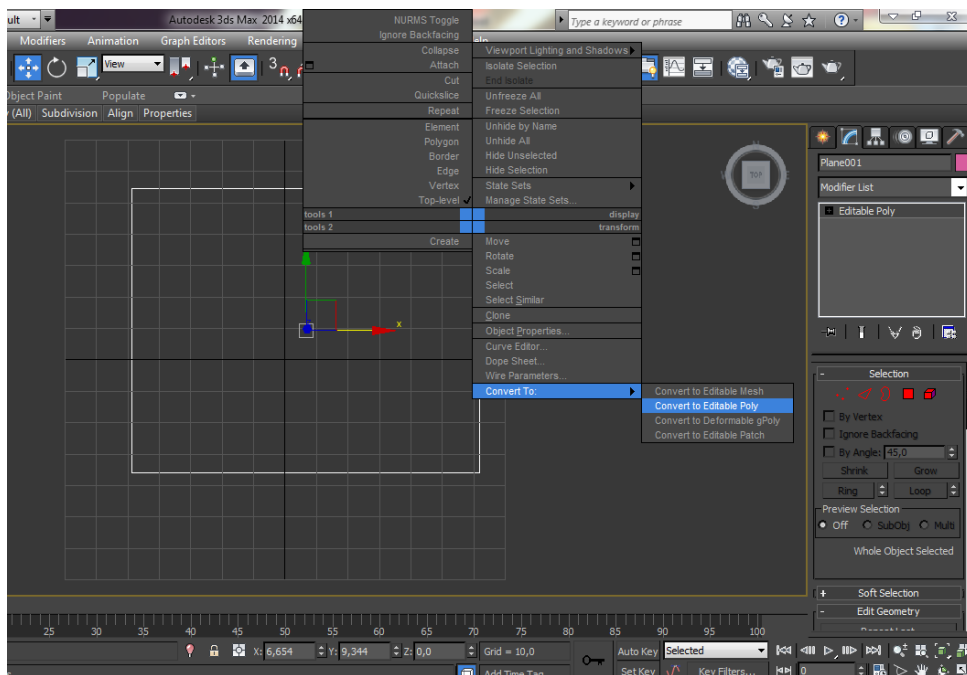 ult
Autodesk 3ds Max 2014 x64
Type a keyword or phrase
Modifiers Animation Graph Editors Rendering
View
3
Object Paint Populate
(All) Subdivision Align Properties
NURMS Toggle
Ignore Backfacing
Collapse
Attach
Cut
Quickslice
Repeat
Element
Polygon
Border
Edge
Vertex
Top-level
tools 1
tools 2
Create
Viewport Lighting and Shadows
Isolate Selection
End Isolate
Unfreeze All
Freeze Selection
Unhide by Name
Unhide All
Hide Unselected
Hide Selection
State Sets
Manage State Sets...
display
transform
Move
Rotate
Scale
Select
Select Similar
Clone
Object Properties...
Curve Editor...
Dope Sheet...
Wire Parameters...
Convert To:
Convert to Editable Mesh
Convert to Editable Poly
Convert to Deformable gPoly
Convert to Editable Patch
x
TOP
Plane001
Modifier List
Editable Poly
Selection
By Vertex
Ignore Backfacing
By Angle: 45,0
Shrink Grow
Ring Loop
Preview Selection
Off SubObj Multi
Whole Object Selected
+ Soft Selection
- Edit Geometry
25 30 35 40 45 50 55 60 65 70 75 80 85 90 95 100
X: 6,654 Y: 9,344 Z: 0,0 Grid = 10,0 Auto Key Selected
Add Time Tag Set Key Key Filters... 0